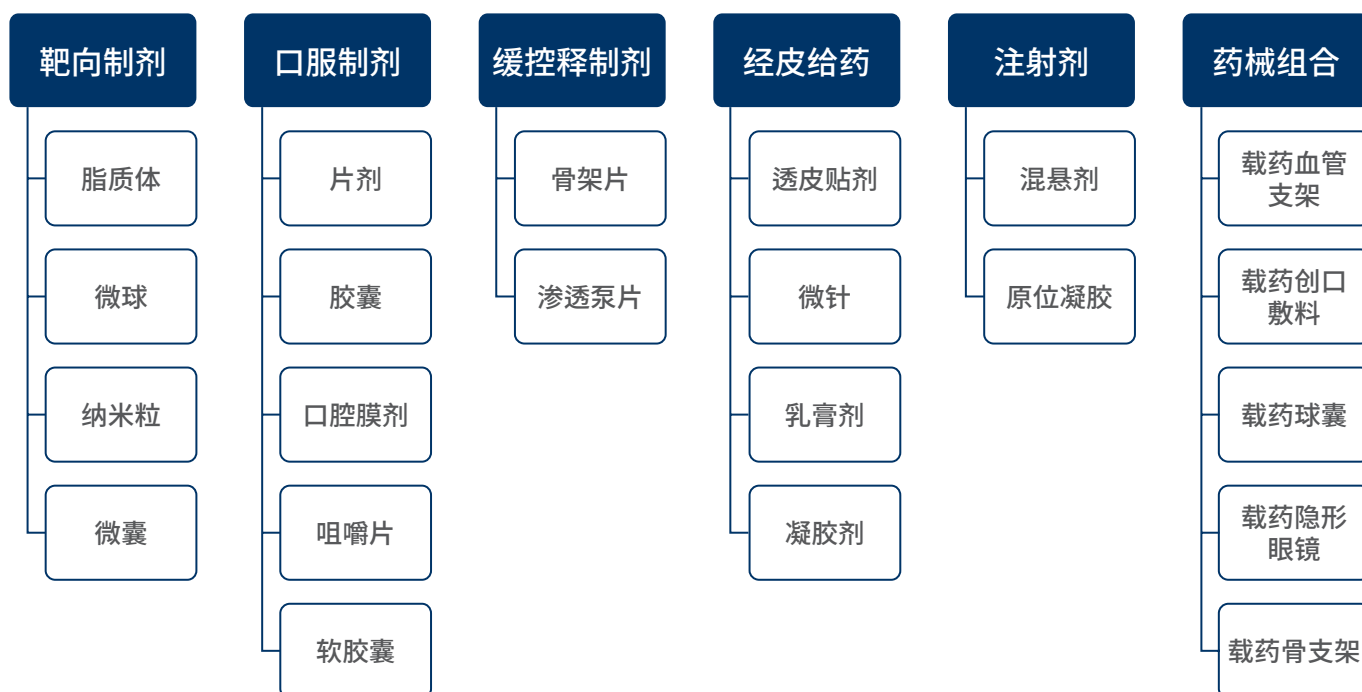 靶向制剂
脂质体
微球
纳米粒
微囊
口服制剂
片剂
胶囊
口腔膜剂
咀嚼片
软胶囊
缓控释制剂
骨架片
渗透泵片
经皮给药
透皮贴剂
微针
乳膏剂
凝胶剂
注射剂
混悬剂
原位凝胶
药械组合
载药血管
支架
载药创口
敷料
载药球囊
载药隐形
眼镜
载药骨支架